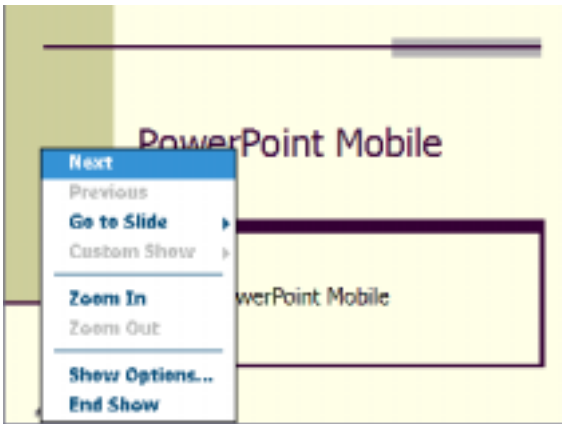 PowerPoint Mobile
Next
Previous
Go to Slide
Custom Show
Zoom In
Zoom Out
Show Options...
End Show
werPoint Mobile